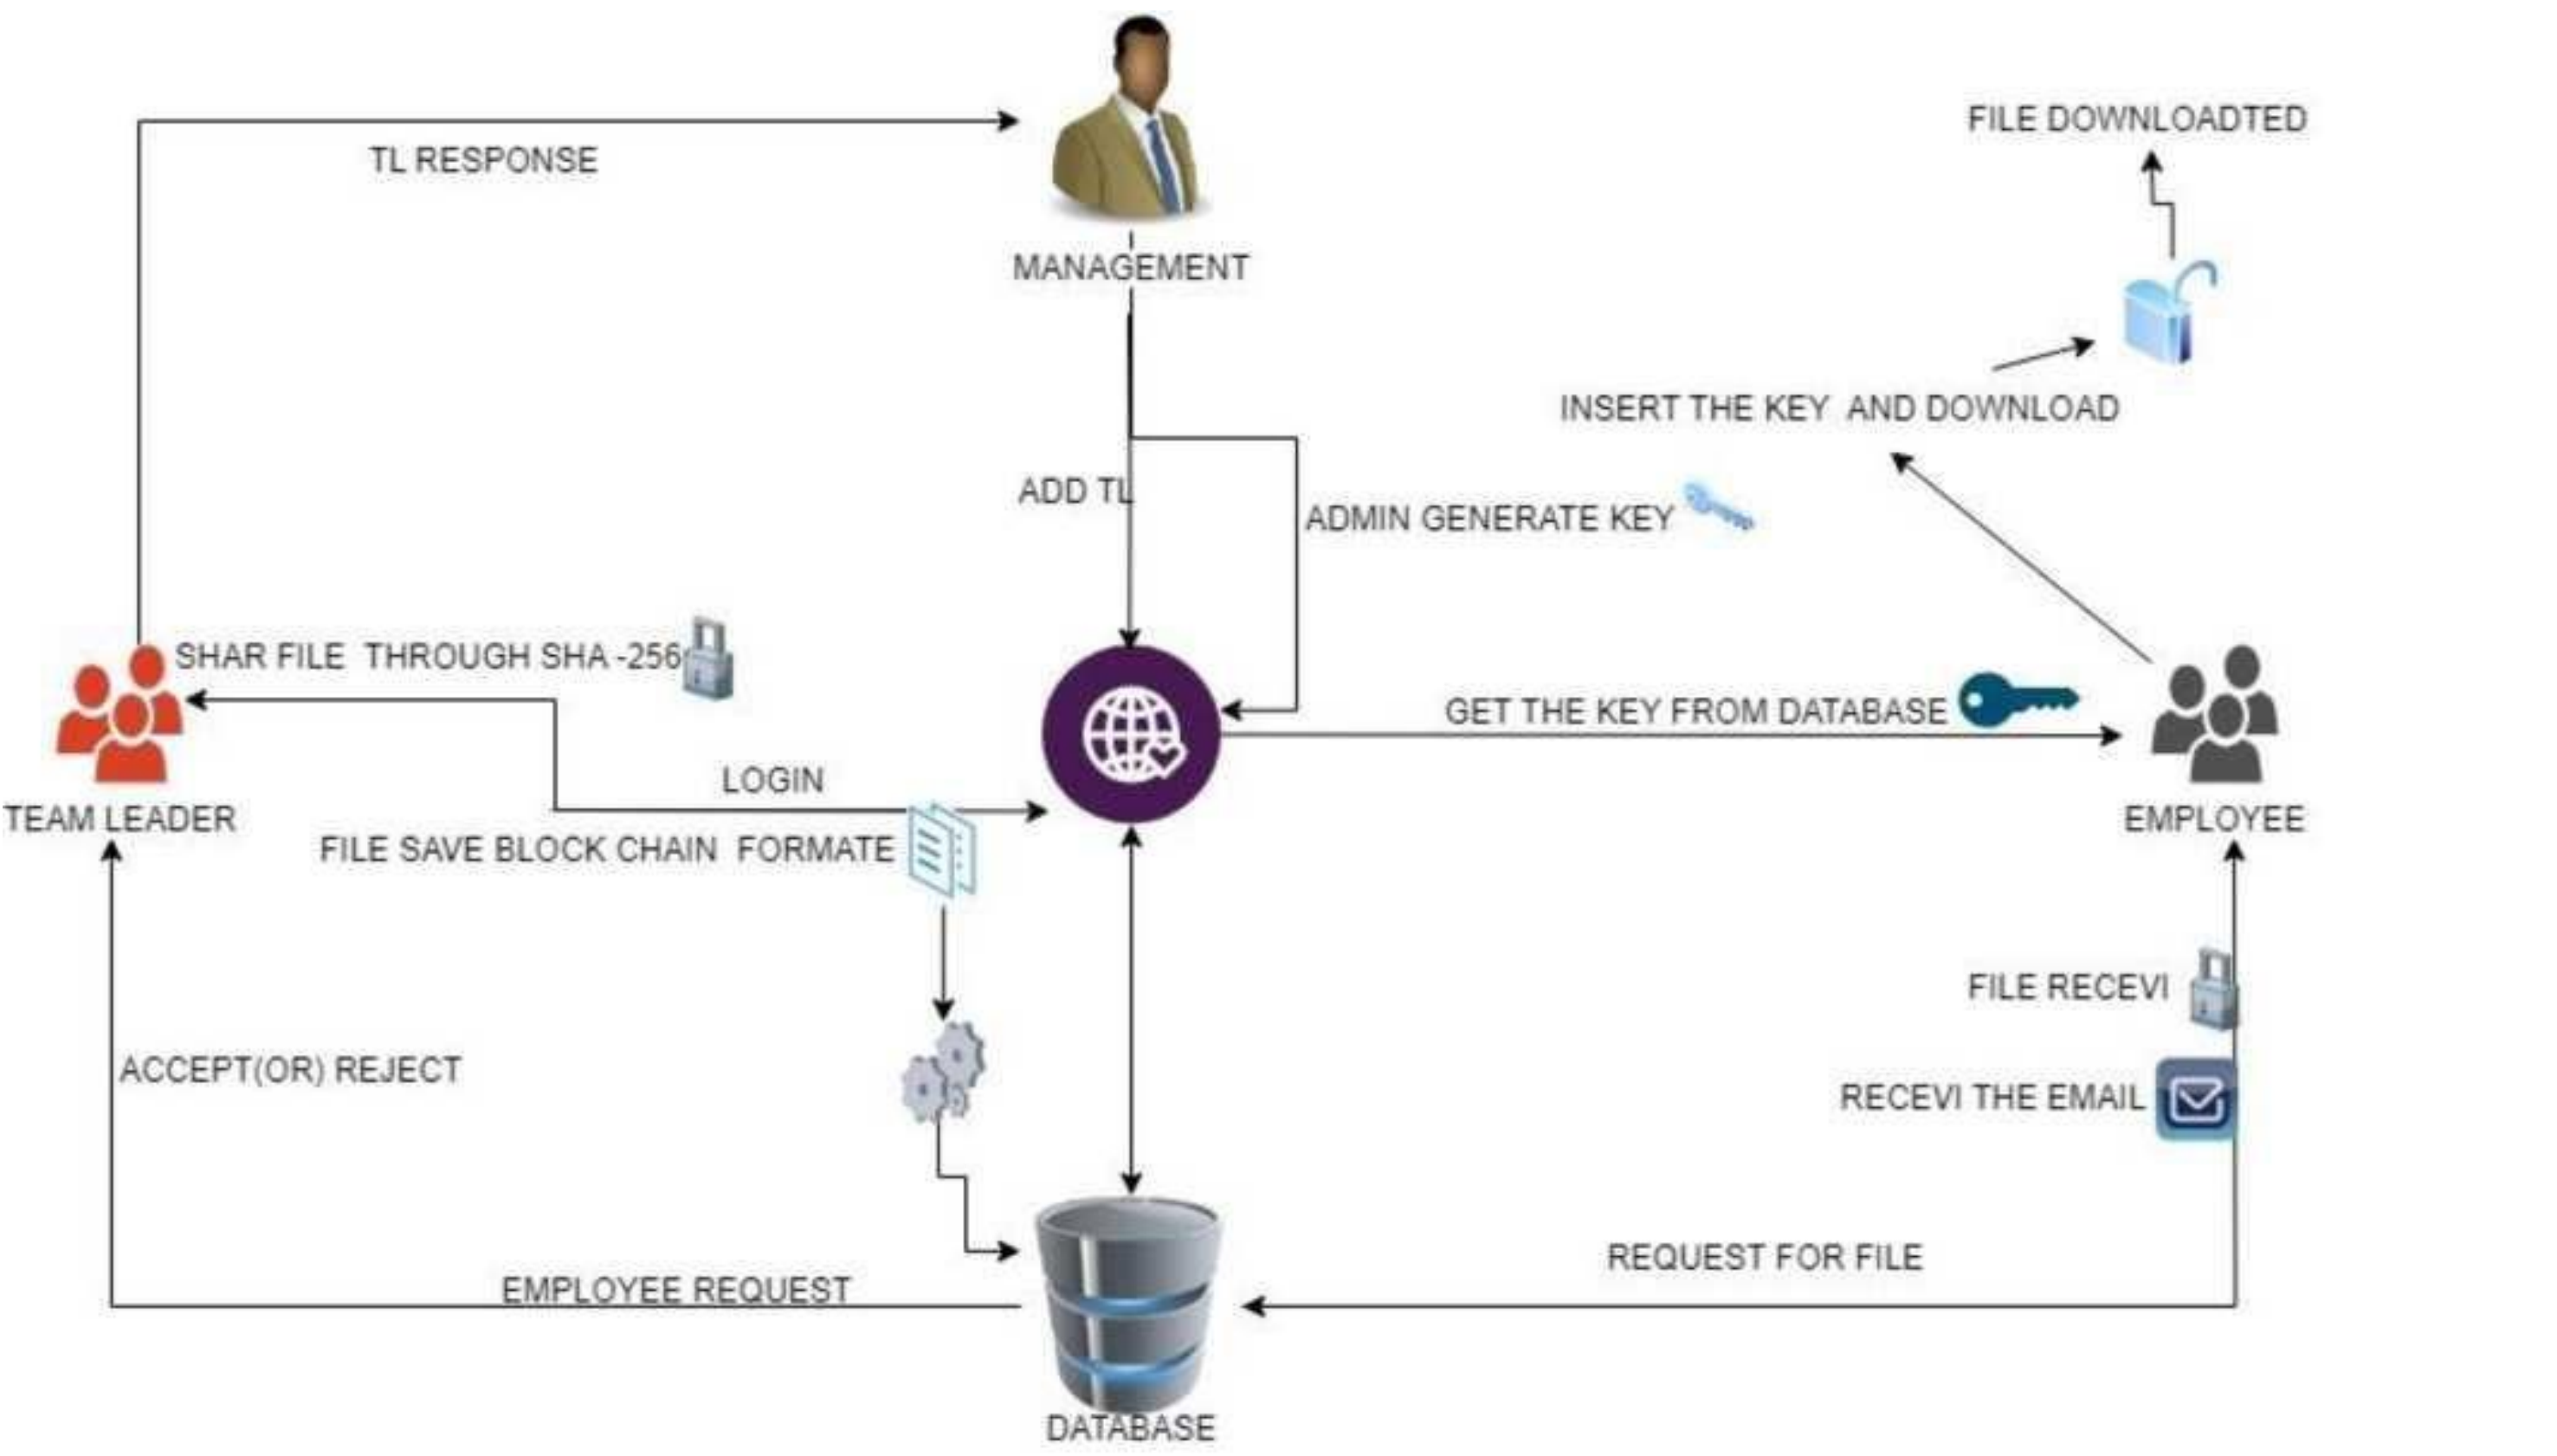 FILE DOWNLOADTED
TL RESPONSE
MANAGEMENT
INSERT THE KEY AND DOWNLOAD
ADD TL
ADMIN GENERATE KEY
SHAR FILE THROUGH SHA -256
GET THE KEY FROM DATABASE
LOGIN
TEAM LEADER
EMPLOYEE
FILE SAVE BLOCK CHAIN FORMATE
FILE RECEVI
ACCEPT(OR) REJECT
RECEVI THE EMAIL
REQUEST FOR FILE
EMPLOYEE REQUEST
DATABASE